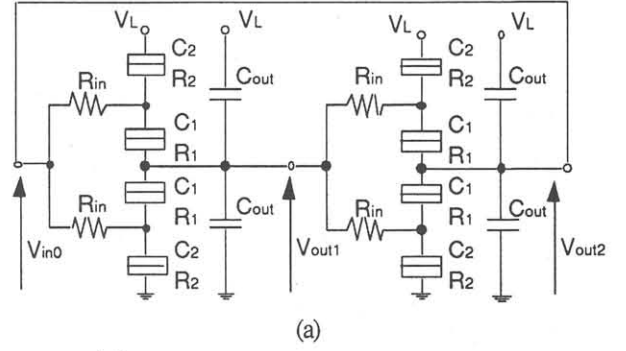 VL VL VL VL
C2 C2
R2 R2
Rin Cout Rin Cout
C1 C1
R1 R1
C1 C1
Rin R1 Cout Rin R1 Cout
Vin0 C2 Vout1 C2 Vout2
R2 R2
(a)